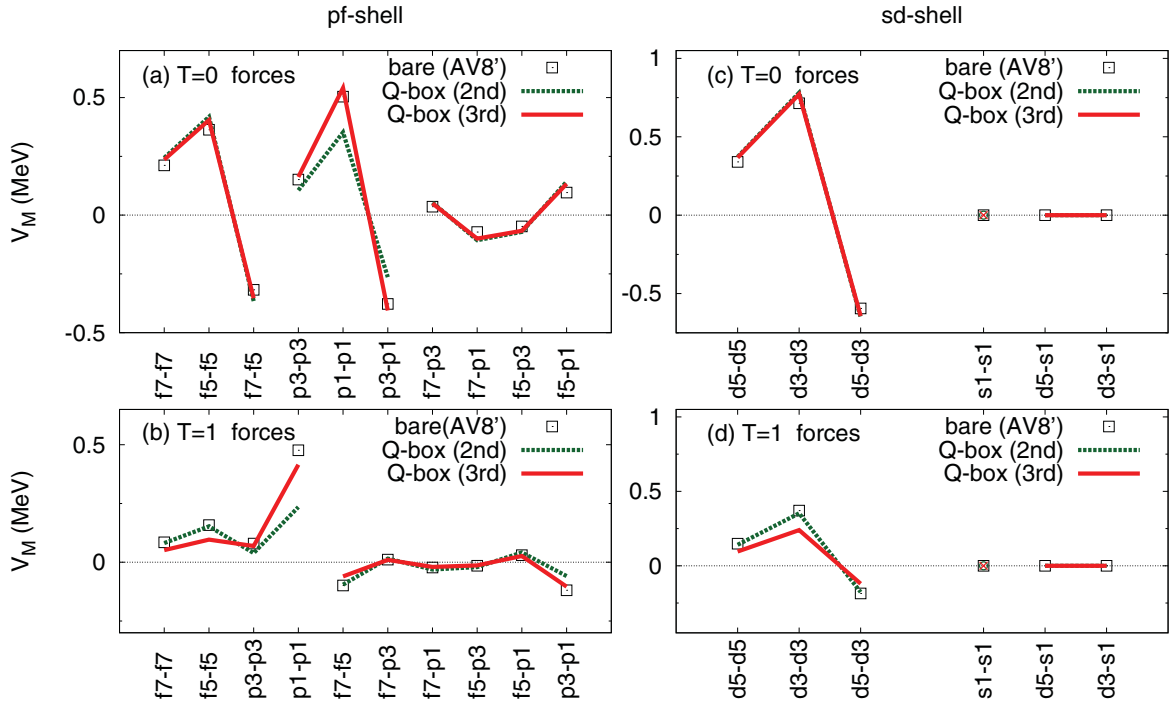 pf-shell
sd-shell
(a) T=0 forces
bare (AV8')
Q-box (2nd)
Q-box (3rd)
V_M (MeV)
0.5
0
-0.5
f7-f7
f5-f5
f7-f5
p3-p3
p1-p1
p3-p1
f7-p3
f7-p1
f5-p3
f5-p1
(c) T=0 forces
bare (AV8')
Q-box (2nd)
Q-box (3rd)
1
0.5
0
-0.5
d5-d5
d3-d3
d5-d3
s1-s1
d5-s1
d3-s1
(b) T=1 forces
bare(AV8')
Q-box (2nd)
Q-box (3rd)
V_M (MeV)
0.5
0
f7-f7
f5-f5
p3-p3
p1-p1
f7-f5
f7-p3
f7-p1
f5-p3
f5-p1
p3-p1
(d) T=1 forces
bare (AV8')
Q-box (2nd)
Q-box (3rd)
1
0.5
0
d5-d5
d3-d3
d5-d3
s1-s1
d5-s1
d3-s1